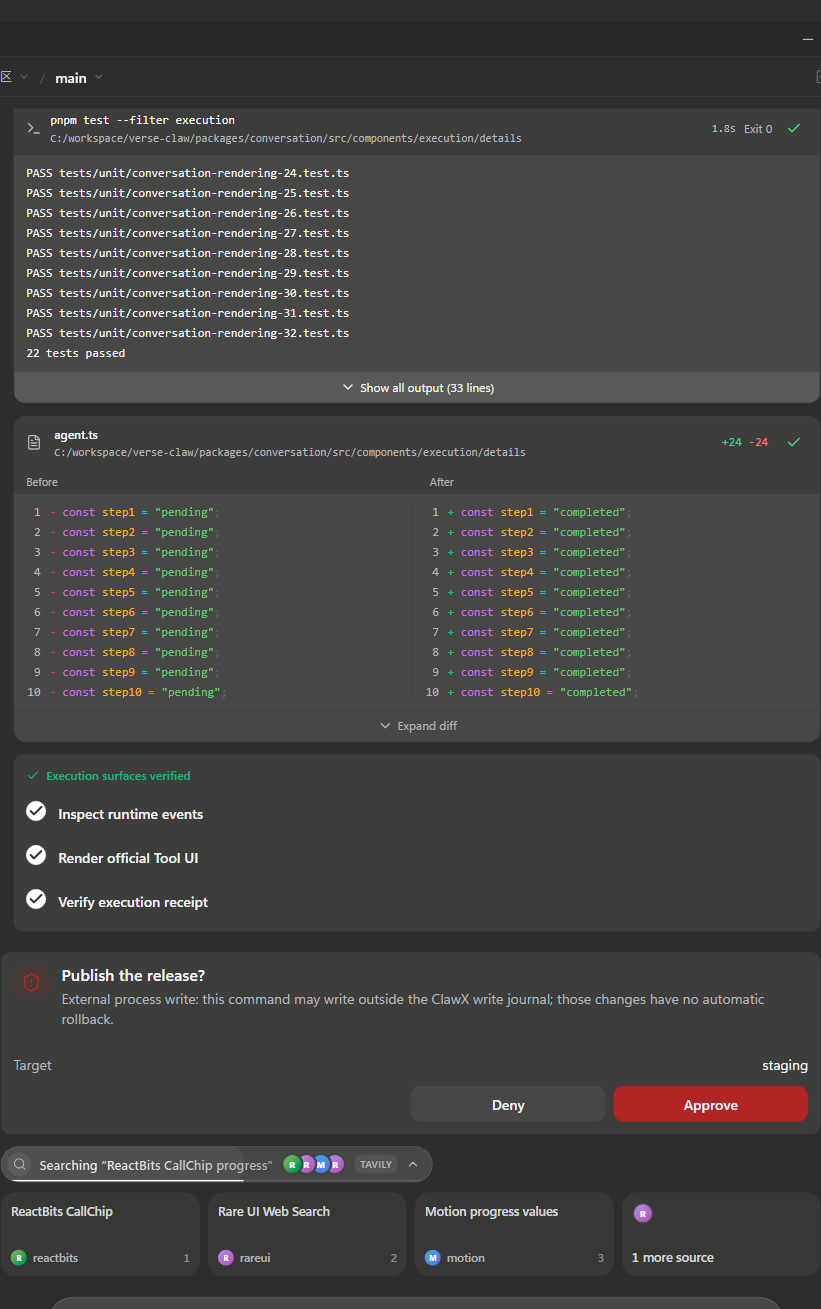 / main
pnpm test --filter execution
C:/workspace/verse-claw/packages/conversation/src/components/execution/details
1.8s Exit 0
PASS tests/unit/conversation-rendering-24.test.ts
PASS tests/unit/conversation-rendering-25.test.ts
PASS tests/unit/conversation-rendering-26.test.ts
PASS tests/unit/conversation-rendering-27.test.ts
PASS tests/unit/conversation-rendering-28.test.ts
PASS tests/unit/conversation-rendering-29.test.ts
PASS tests/unit/conversation-rendering-30.test.ts
PASS tests/unit/conversation-rendering-31.test.ts
PASS tests/unit/conversation-rendering-32.test.ts
22 tests passed
Show all output (33 lines)
agent.ts
C:/workspace/verse-claw/packages/conversation/src/components/execution/details
+24 -24
Before
After
1 - const step1 = "pending";
1 + const step1 = "completed";
2 - const step2 = "pending";
2 + const step2 = "completed";
3 - const step3 = "pending";
3 + const step3 = "completed";
4 - const step4 = "pending";
4 + const step4 = "completed";
5 - const step5 = "pending";
5 + const step5 = "completed";
6 - const step6 = "pending";
6 + const step6 = "completed";
7 - const step7 = "pending";
7 + const step7 = "completed";
8 - const step8 = "pending";
8 + const step8 = "completed";
9 - const step9 = "pending";
9 + const step9 = "completed";
10 - const step10 = "pending";
10 + const step10 = "completed";
Expand diff
Execution surfaces verified
Inspect runtime events
Render official Tool UI
Verify execution receipt
Publish the release?
External process write: this command may write outside the ClawX write journal; those changes have no automatic
rollback.
Target
staging
Deny
Approve
Searching “ReactBits CallChip progress”
R R M R
TAVILY
ReactBits CallChip
R reactbits 1
Rare UI Web Search
R rareui 2
Motion progress values
M motion 3
R
1 more source